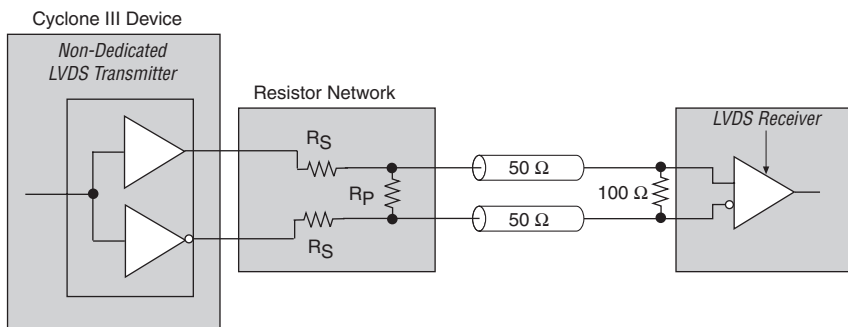 Cyclone III Device
Non-Dedicated
LVDS Transmitter
Resistor Network
LVDS Receiver
RS
50 Ω
RP
100 Ω
50 Ω
RS